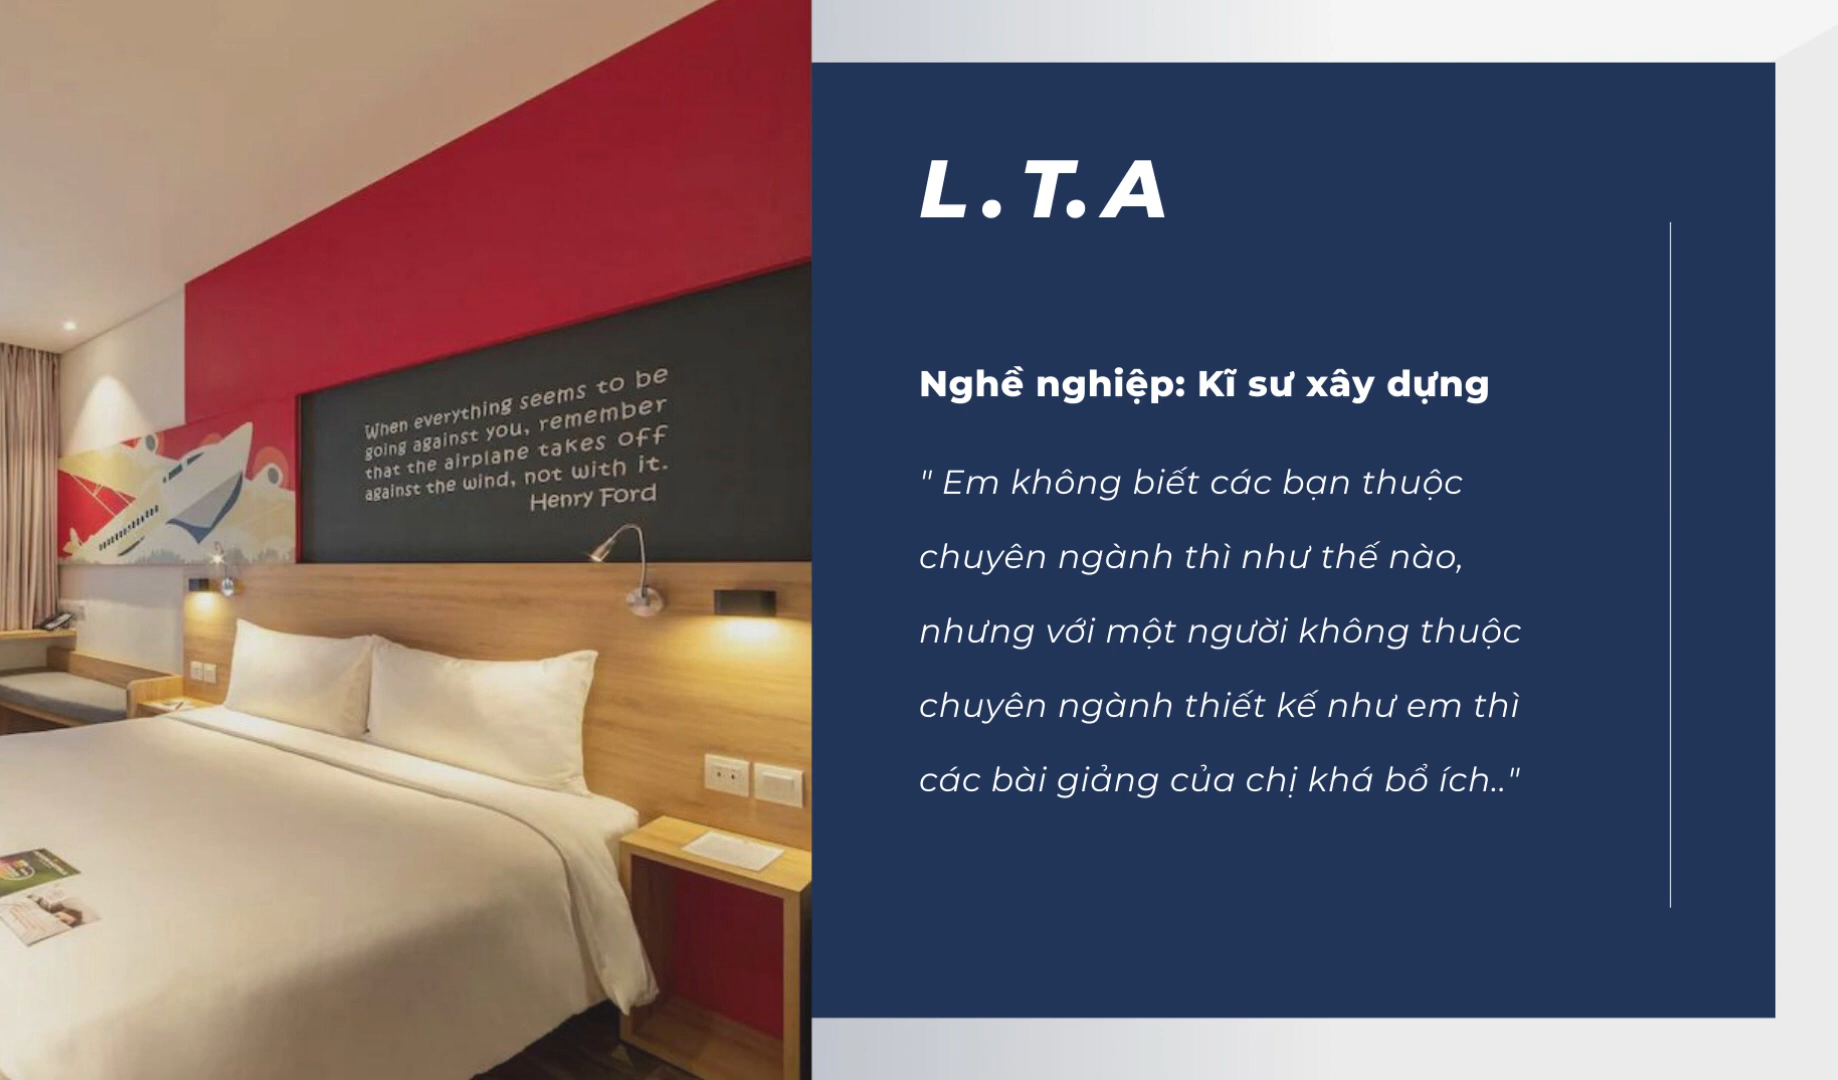 When everything seems to be
going against you, remember
that the airplane takes off
against the wind, not with it.
Henry Ford
L.T.A
Nghề nghiệp: Kĩ sư xây dựng
" Em không biết các bạn thuộc
chuyên ngành thì như thế nào,
nhưng với một người không thuộc
chuyên ngành thiết kế như em thì
các bài giảng của chị khá bổ ích.."